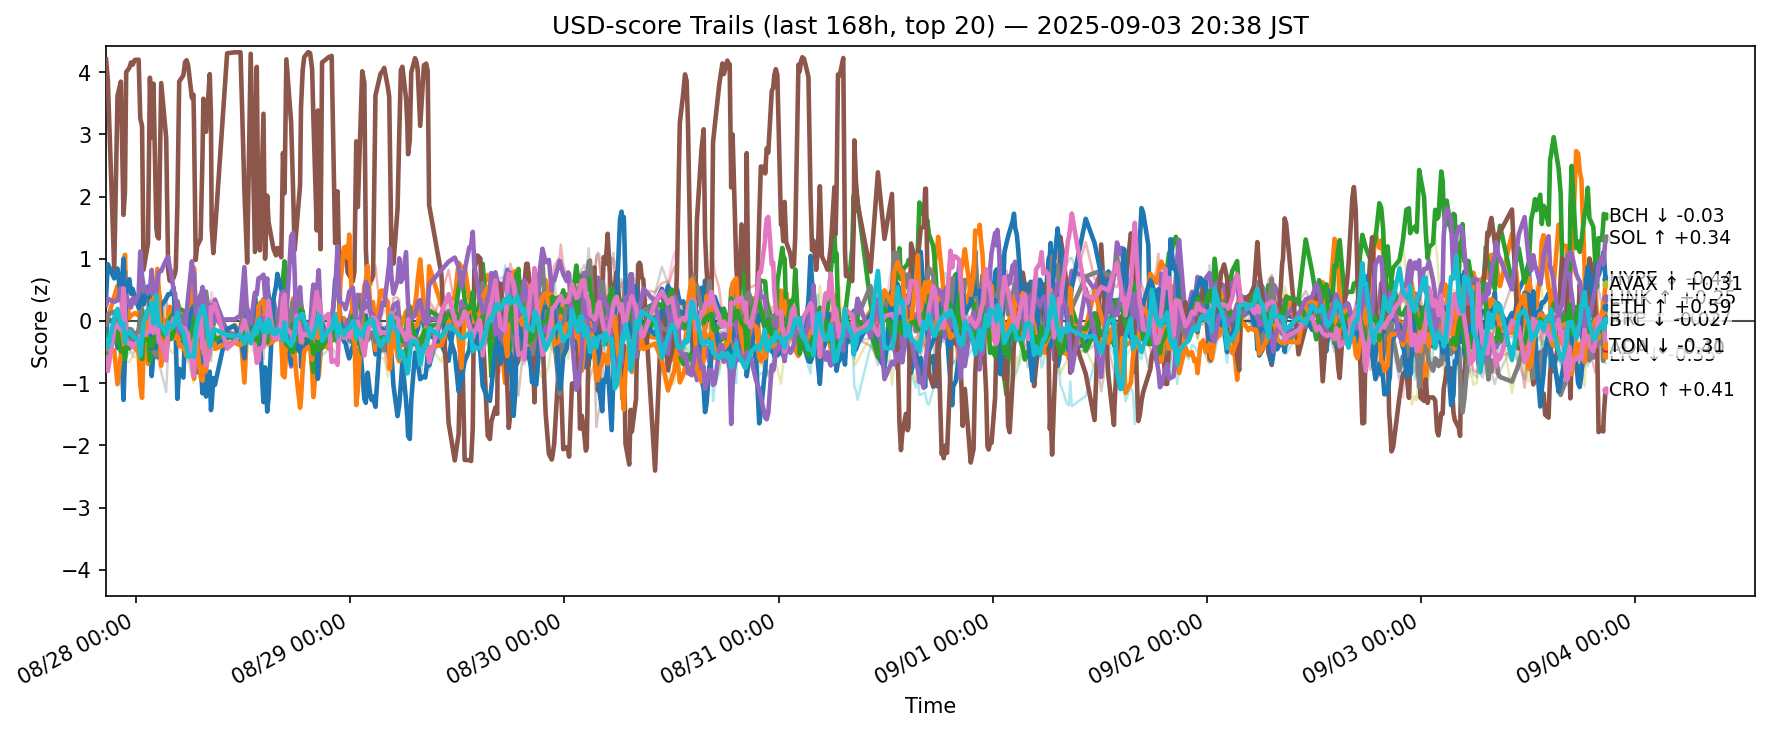 USD-score Trails (last 168h, top 20) — 2025-09-03 20:38 JST
Score (z)
4
3
2
1
0
−1
−2
−3
−4
BCH ↓ -0.03
SOL ↑ +0.34
AVAX ↑ +0.31
ETH ↑ +0.59
BTC ↓
TON ↓ -0.31
CRO ↑ +0.41
08/28 00:00
08/29 00:00
08/30 00:00
08/31 00:00
09/01 00:00
09/02 00:00
09/03 00:00
09/04 00:00
Time